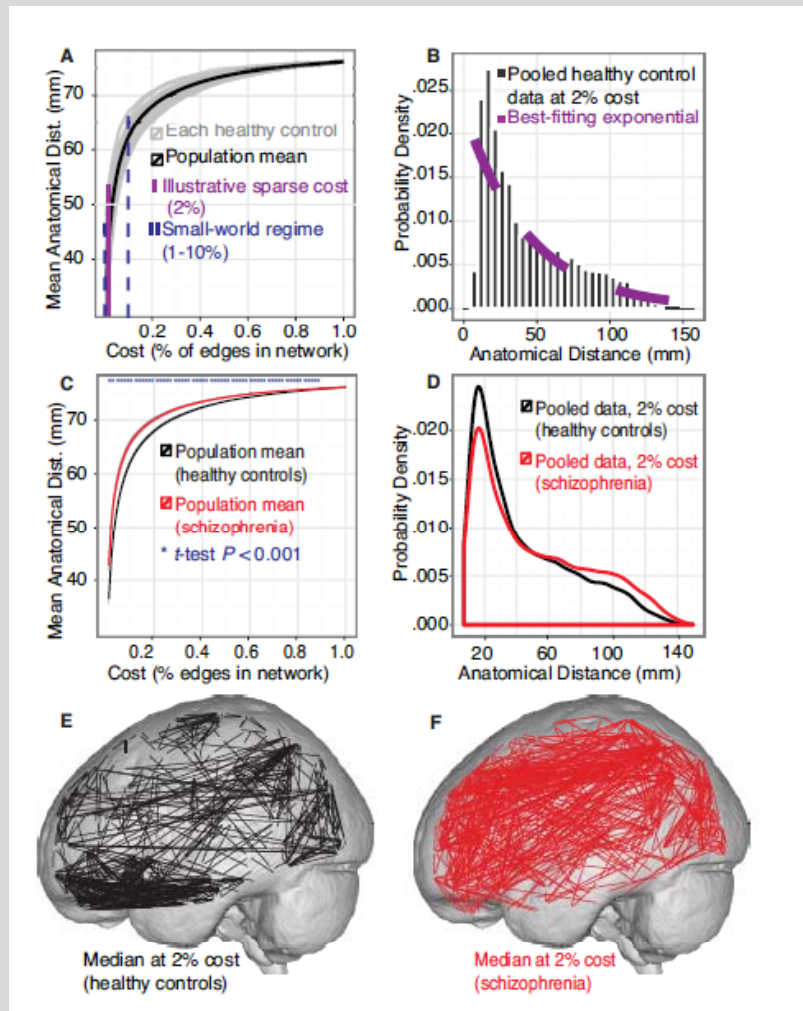 A
Mean Anatomical Dist. (mm)
70
60
50
40
Each healthy control
Population mean
Illustrative sparse cost
(2%)
Small-world regime
(1-10%)
0.2 0.4 0.6 0.8 1.0
Cost (% of edges in network)
B
Probability Density
.025
.020
.015
.010
.005
.000
Pooled healthy control
data at 2% cost
Best-fitting exponential
0 50 100 150
Anatomical Distance (mm)
C
Mean Anatomical Dist. (mm)
70
60
50
40
Population mean
(healthy controls)
Population mean
(schizophrenia)
* t-test P < 0.001
0.2 0.4 0.6 0.8 1.0
Cost (% edges in network)
D
Probability Density
.020
.015
.010
.005
.000
Pooled data, 2% cost
(healthy controls)
Pooled data, 2% cost
(schizophrenia)
20 60 100 140
Anatomical Distance (mm)
E
Median at 2% cost
(healthy controls)
F
Median at 2% cost
(schizophrenia)